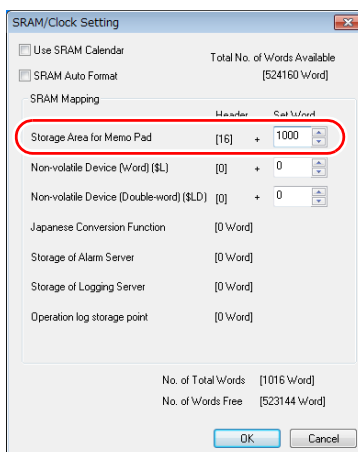 SRAM/Clock Setting
Use SRAM Calendar
Total No. of Words Available
SRAM Auto Format
[524160 Word]
SRAM Mapping
Header Set Word
Storage Area for Memo Pad [16] + 1000
Non-volatile Device (Word) ($L) [0] + 0
Non-volatile Device (Double-word) ($LD) [0] + 0
Japanese Conversion Function [0 Word]
Storage of Alarm Server [0 Word]
Storage of Logging Server [0 Word]
Operation log storage point [0 Word]
No. of Total Words [1016 Word]
No. of Words Free [523144 Word]
OK Cancel